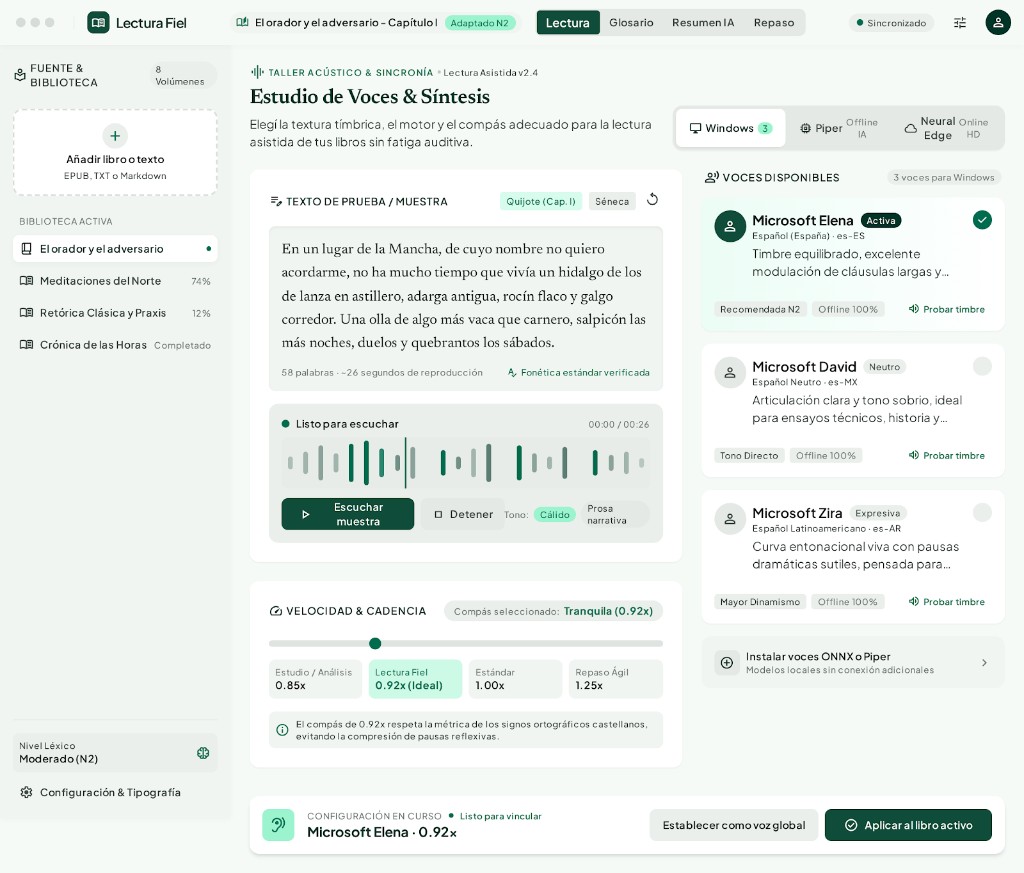 Lectura Fiel
El orador y el adversario – Capítulo I
Adaptado N2
Lectura
Glosario
Resumen IA
Repaso
Sincronizado
FUENTE &
BIBLIOTECA
8
Volúmenes
Añadir libro o texto
EPUB, TXT o Markdown
BIBLIOTECA ACTIVA
El orador y el adversario
Meditaciones del Norte 74%
Retórica Clásica y Praxis 12%
Crónica de las Horas Completado
Nivel Léxico
Moderado (N2)
Configuración & Tipografía
TALLER ACÚSTICO & SINCRONÍA • Lectura Asistida v2.4
Estudio de Voces & Síntesis
Elegí la textura tímbrica, el motor y el compás adecuado para la lectura
asistida de tus libros sin fatiga auditiva.
Windows 3
Piper Offline
IA
Neural
Edge
Online
HD
TEXTO DE PRUEBA / MUESTRA
Quijote (Cap. I)
Séneca
En un lugar de la Mancha, de cuyo nombre no quiero
acordarme, no ha mucho tiempo que vivía un hidalgo de los
de lanza en astillero, adarga antigua, rocín flaco y galgo
corredor. Una olla de algo más vaca que carnero, salpicón las
más noches, duelos y quebrantos los sábados.
58 palabras · ~26 segundos de reproducción
Fonética estándar verificada
Listo para escuchar
00:00 / 00:26
Escuchar
muestra
Detener
Tono:
Cálido
Prosa
narrativa
VELOCIDAD & CADENCIA
Compás seleccionado: Tranquila (0.92x)
Estudio / Análisis
0.85x
Lectura Fiel
0.92x (Ideal)
Estándar
1.00x
Repaso Ágil
1.25x
El compás de 0.92x respeta la métrica de los signos ortográficos castellanos,
evitando la compresión de pausas reflexivas.
VOCES DISPONIBLES
3 voces para Windows
Microsoft Elena Activa
Español (España) · es-ES
Timbre equilibrado, excelente
modulación de cláusulas largas y…
Recomendada N2
Offline 100%
Probar timbre
Microsoft David Neutro
Español Neutro · es-MX
Articulación clara y tono sobrio, ideal
para ensayos técnicos, historia y…
Tono Directo
Offline 100%
Probar timbre
Microsoft Zira Expresiva
Español Latinoamericano · es-AR
Curva entonacional viva con pausas
dramáticas sutiles, pensada para…
Mayor Dinamismo
Offline 100%
Probar timbre
Instalar voces ONNX o Piper
Modelos locales sin conexión adicionales
CONFIGURACIÓN EN CURSO • Listo para vincular
Microsoft Elena · 0.92x
Establecer como voz global
Aplicar al libro activo